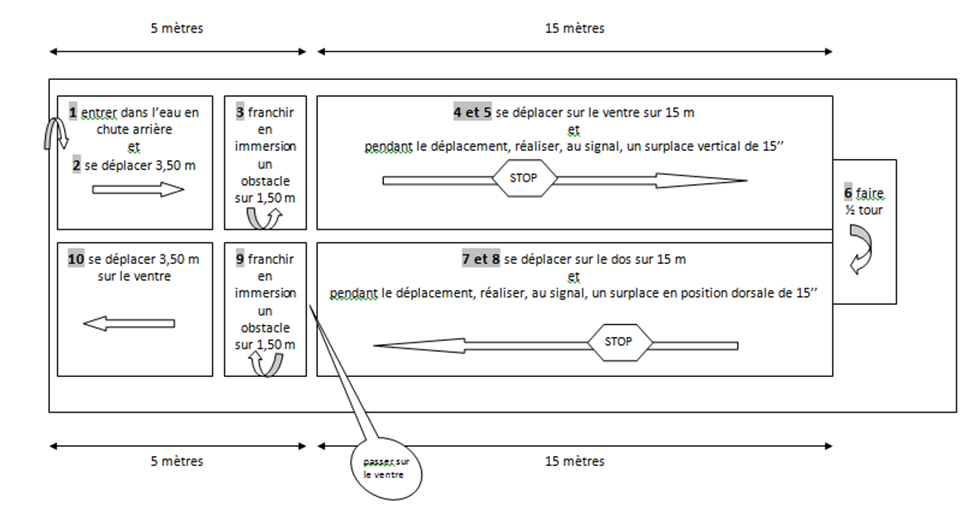 5 mètres
15 mètres
1 entrer dans l’eau en
chute arrière
et
2 se déplacer 3,50 m
3 franchir
en
immersion
un
obstacle
sur 1,50 m
4 et 5 se déplacer sur le ventre sur 15 m
et
pendant le déplacement, réaliser, au signal, un surplace vertical de 15’’
STOP
6 faire
½ tour
10 se déplacer 3,50 m
sur le ventre
9 franchir
en
immersion
un
obstacle
sur 1,50 m
7 et 8 se déplacer sur le dos sur 15 m
et
pendant le déplacement, réaliser, au signal, un surplace en position dorsale de 15’’
STOP
5 mètres
15 mètres
passer sur
le ventre